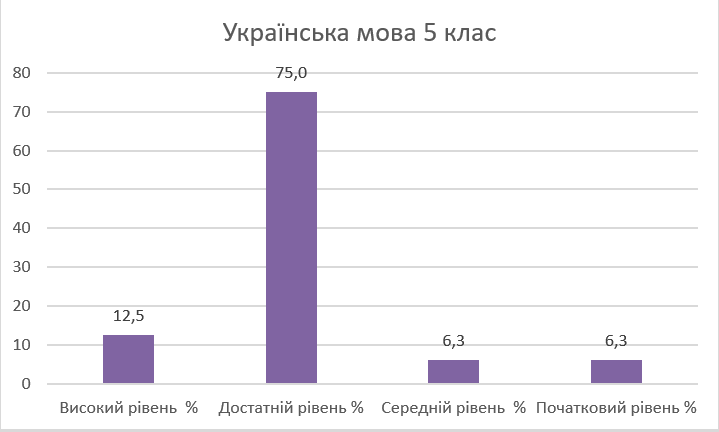 Українська мова 5 клас
80
70
60
50
40
30
20
10
0
12,5
75,0
6,3
6,3
Високий рівень %
Достатній рівень %
Середній рівень %
Початковий рівень %